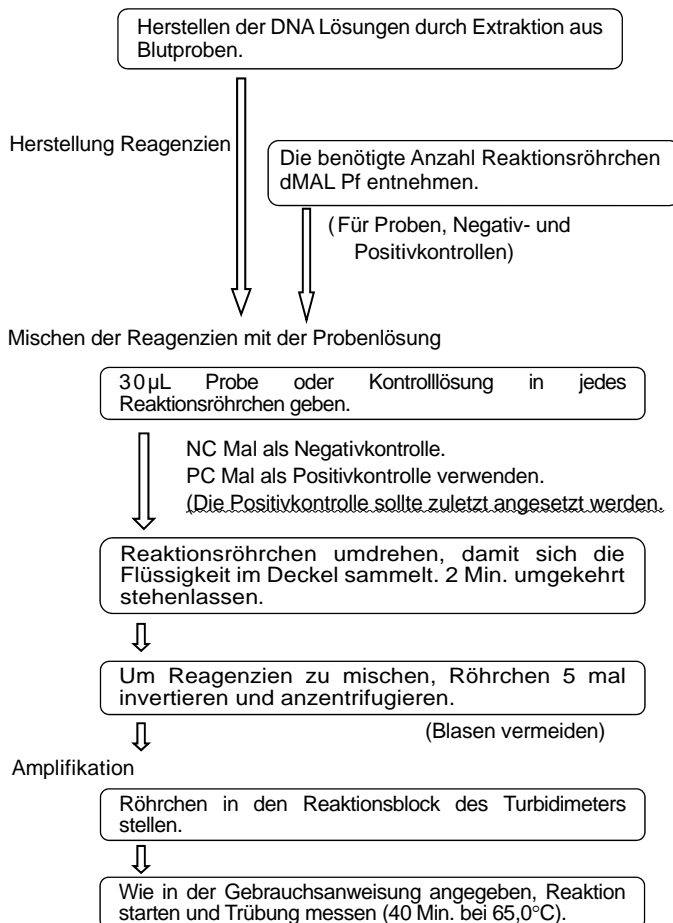 Herstellen der DNA Lösungen durch Extraktion aus
Blutproben.
Herstellung Reagenzien
Die benötigte Anzahl Reaktionsröhrchen
dMAL Pf entnehmen.
(Für Proben, Negativ- und
Positivkontrollen)
Mischen der Reagenzien mit der Probenlösung
30µL Probe oder Kontrolllösung in jedes
Reaktionsröhrchen geben.
NC Mal als Negativkontrolle.
PC Mal als Positivkontrolle verwenden.
(Die Positivkontrolle sollte zuletzt angesetzt werden.
Reaktionsröhrchen umdrehen, damit sich die
Flüssigkeit im Deckel sammelt. 2 Min. umgekehrt
stehenlassen.
Um Reagenzien zu mischen, Röhrchen 5 mal
invertieren und anzentrifugieren.
(Blasen vermeiden)
Amplifikation
Röhrchen in den Reaktionsblock des Turbidimeters
stellen.
Wie in der Gebrauchsanweisung angegeben, Reaktion
starten und Trübung messen (40 Min. bei 65,0°C).